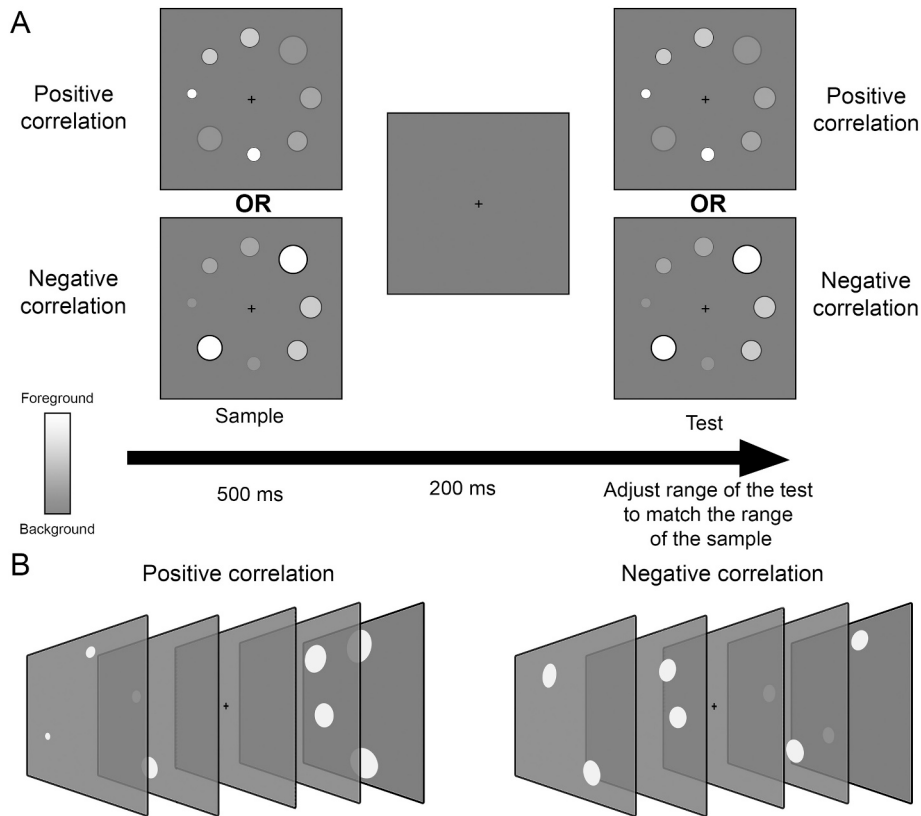 A
Positive
correlation
Positive
correlation
OR
OR
Negative
correlation
Negative
correlation
Foreground
Background
Sample
Test
500 ms
200 ms
Adjust range of the test
to match the range
of the sample
B
Positive correlation
Negative correlation